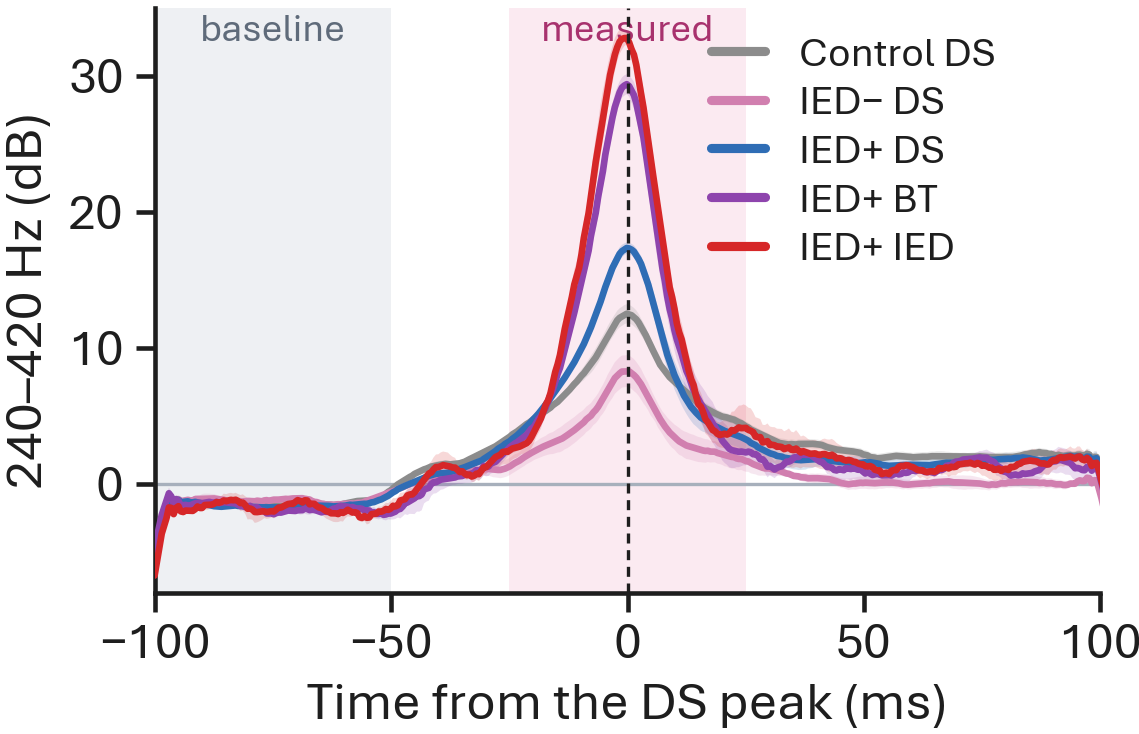 baseline
measured
Control DS
IED− DS
IED+ DS
IED+ BT
IED+ IED
240–420 Hz (dB)
30
20
10
0
−100
−50
0
50
100
Time from the DS peak (ms)